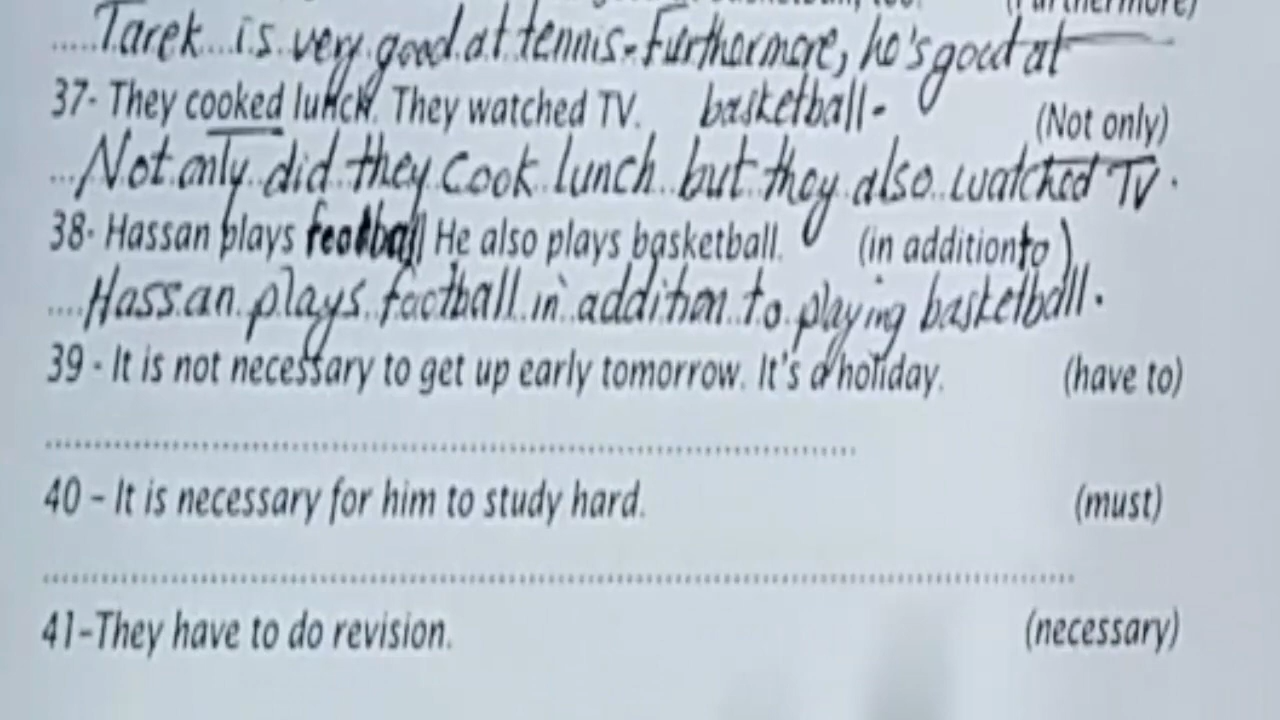 (Furthermore)
Tarek is very good at tennis. Furthermore, he's good at
37- They cooked lunch. They watched TV. basketball. (Not only)
Not only did they cook lunch but they also watched TV.
38- Hassan plays football He also plays basketball. (in addition to)
Hassan plays football in addition to playing basketball.
39 - It is not necessary to get up early tomorrow. It's a holiday. (have to)
40 – It is necessary for him to study hard. (must)
41–They have to do revision. (necessary)